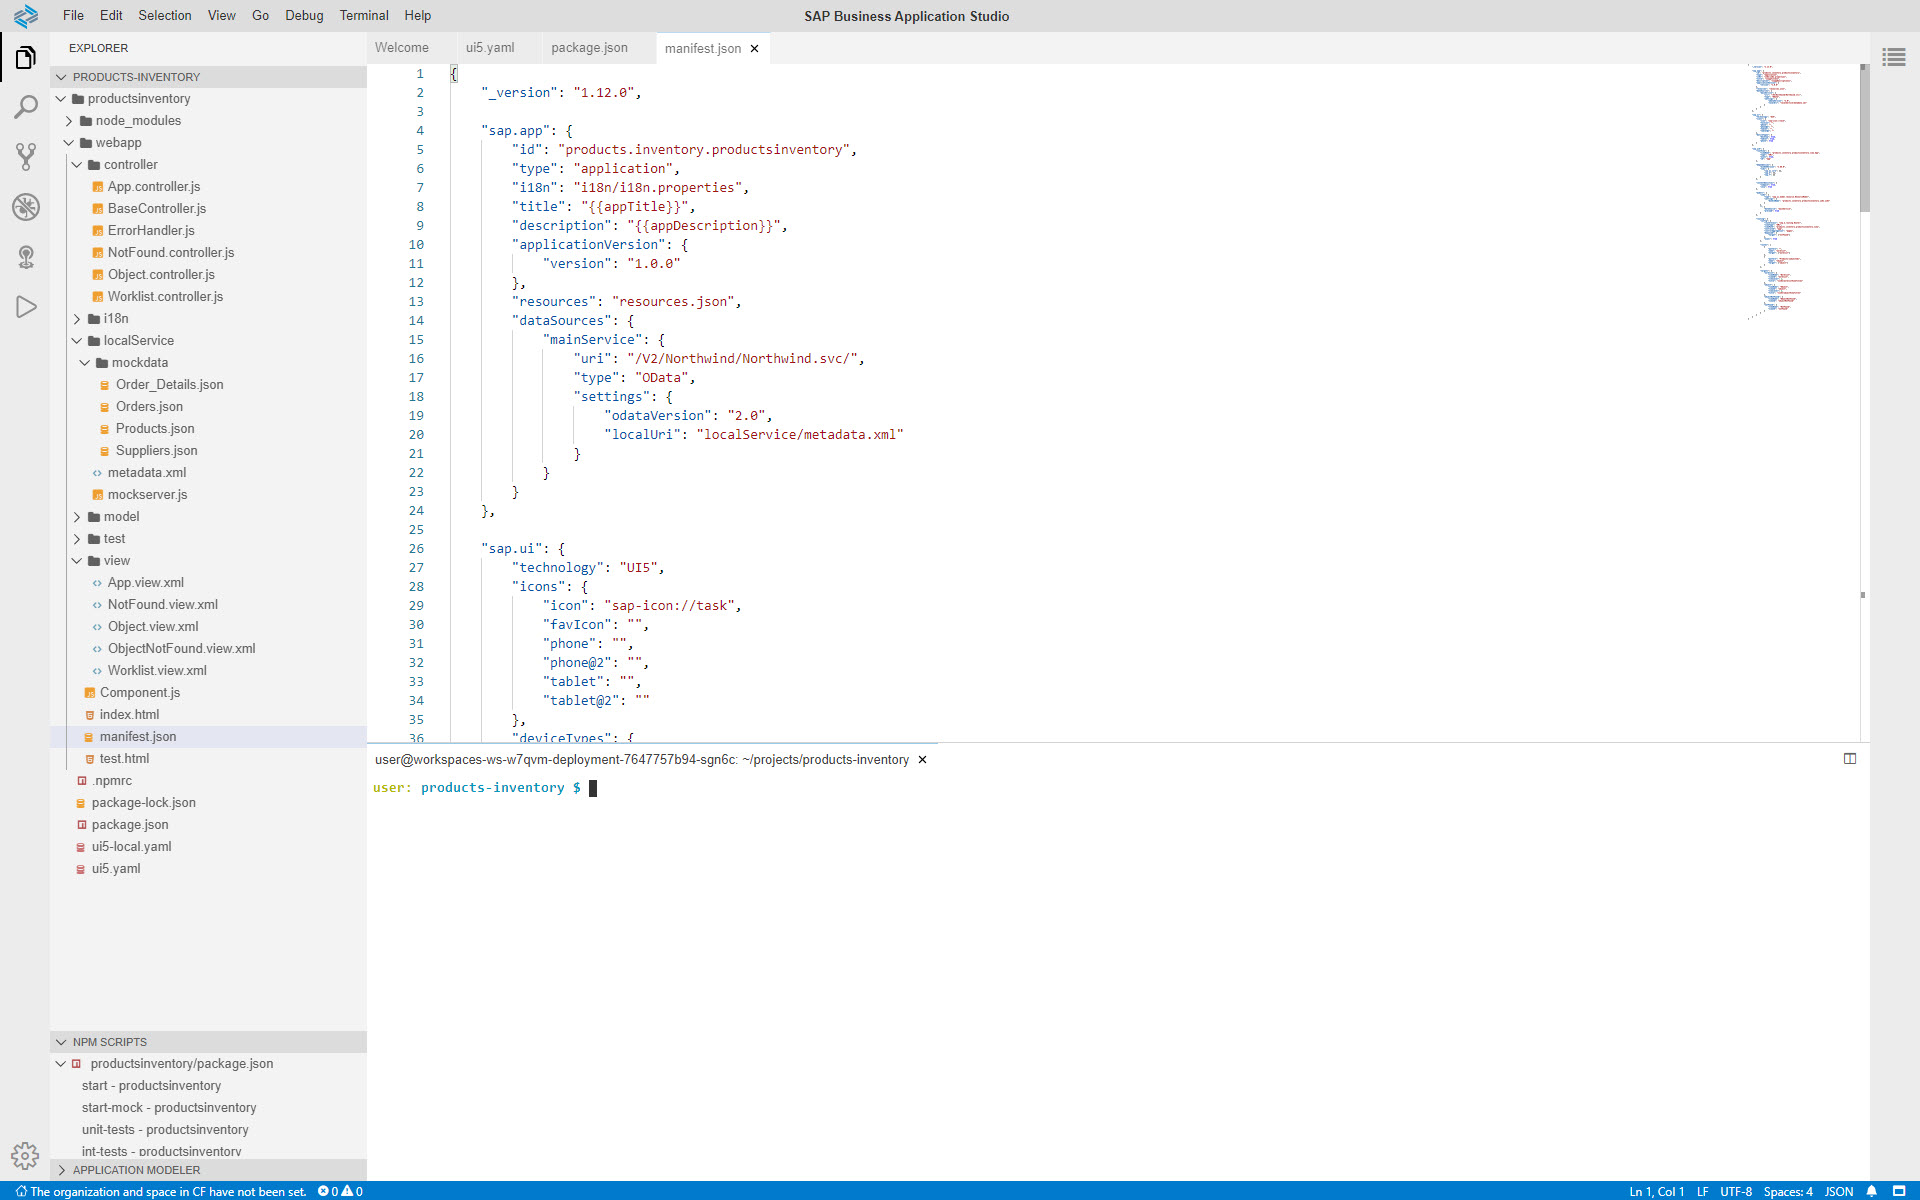 File Edit Selection View Go Debug Terminal Help
SAP Business Application Studio
EXPLORER
PRODUCTS-INVENTORY
productsinventory
node_modules
webapp
controller
App.controller.js
BaseController.js
ErrorHandler.js
NotFound.controller.js
Object.controller.js
Worklist.controller.js
i18n
localService
mockdata
Order_Details.json
Orders.json
Products.json
Suppliers.json
metadata.xml
mockserver.js
model
test
view
App.view.xml
NotFound.view.xml
Object.view.xml
ObjectNotFound.view.xml
Worklist.view.xml
Component.js
index.html
manifest.json
test.html
.npmrc
package-lock.json
package.json
ui5-local.yaml
ui5.yaml
NPM SCRIPTS
productsinventory/package.json
start - productsinventory
start-mock - productsinventory
unit-tests - productsinventory
int-tests - productsinventory
APPLICATION MODELER
Welcome ui5.yaml package.json manifest.json ×
1 {
2 "_version": "1.12.0",
3
4 "sap.app": {
5 "id": "products.inventory.productsinventory",
6 "type": "application",
7 "i18n": "i18n/i18n.properties",
8 "title": "{{appTitle}}",
9 "description": "{{appDescription}}",
10 "applicationVersion": {
11 "version": "1.0.0"
12 },
13 "resources": "resources.json",
14 "dataSources": {
15 "mainService": {
16 "uri": "/V2/Northwind/Northwind.svc/",
17 "type": "OData",
18 "settings": {
19 "odataVersion": "2.0",
20 "localUri": "localService/metadata.xml"
21 }
22 }
23 }
24 },
25
26 "sap.ui": {
27 "technology": "UI5",
28 "icons": {
29 "icon": "sap-icon://task",
30 "favIcon": "",
31 "phone": "",
32 "phone@2": "",
33 "tablet": "",
34 "tablet@2": ""
35 },
36 "deviceTypes": {
user@workspaces-ws-w7qvm-deployment-7647757b94-sgn6c: ~/projects/products-inventory ×
user: products-inventory $
The organization and space in CF have not been set. 0 0
Ln 1, Col 1 LF UTF-8 Spaces: 4 JSON